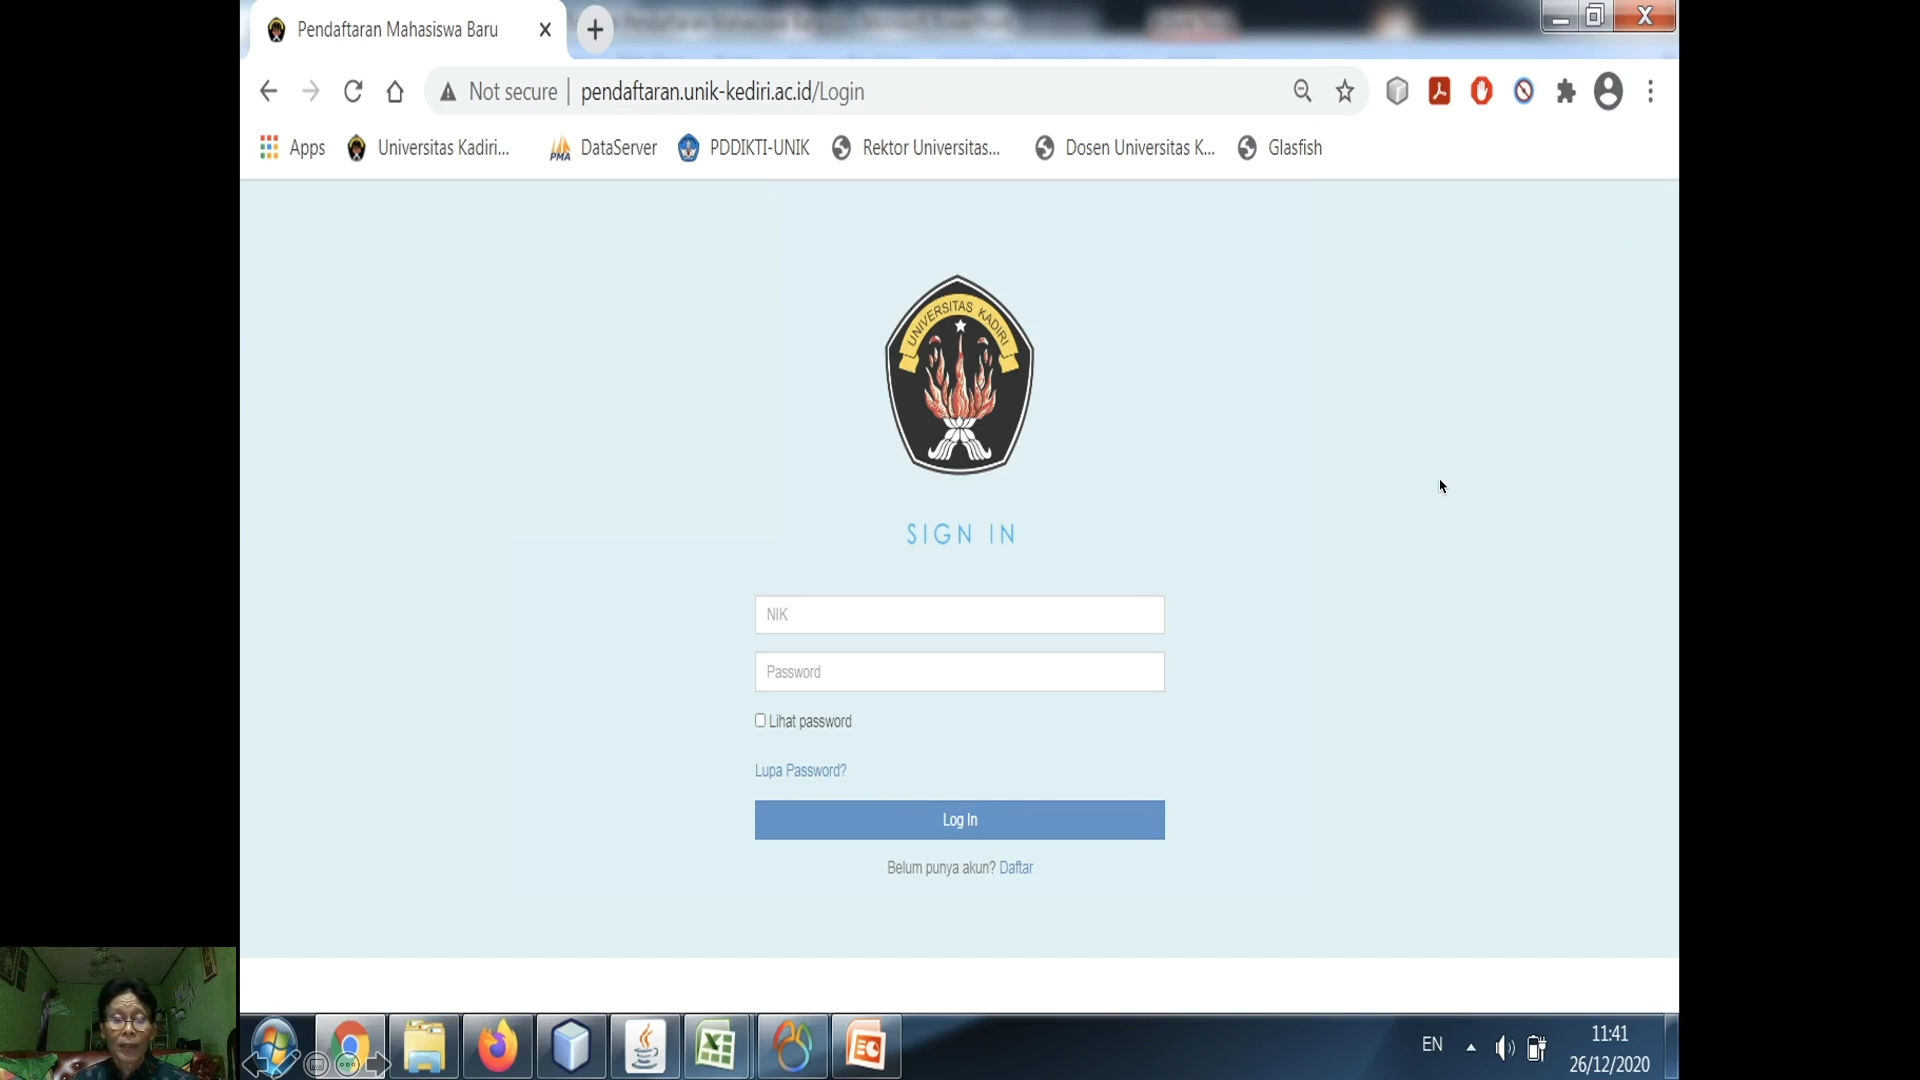 Pendaftaran Mahasiswa Baru
Not secure | pendaftaran.unik-kediri.ac.id/Login
Apps Universitas Kadiri... DataServer PDDIKTI-UNIK Rektor Universitas... Dosen Universitas K... Glasfish
PMA
UNIVERSITAS KADIRI
SIGN IN
NIK
Password
Lihat password
Lupa Password?
Log In
Belum punya akun? Daftar
EN
11:41
26/12/2020